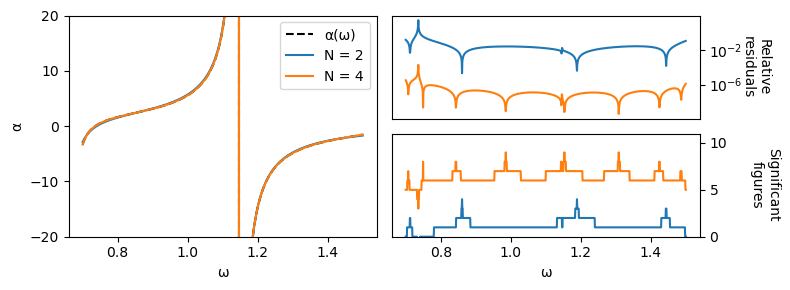 20
10
0
−10
−20
α
0.8 1.0 1.2 1.4
ω
α(ω)
N = 2
N = 4
10⁻²
10⁻⁶
Relative
residuals
10
5
0
Significant
figures
0.8 1.0 1.2 1.4
ω